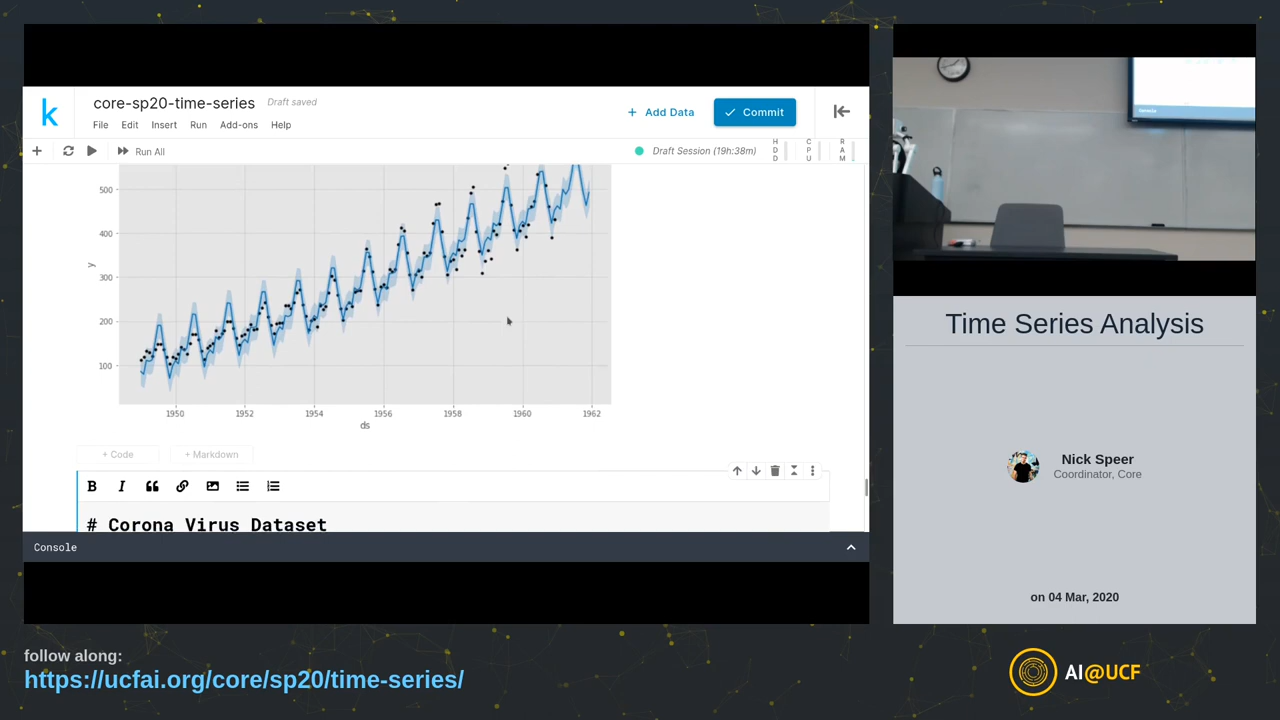 k
core-sp20-time-series
Draft saved
File Edit Insert Run Add-ons Help
+ Add Data
Commit
Run All
Draft Session (19h:38m)
HDD
CPU
RAM
500
400
300
200
100
y
1950 1952 1954 1956 1958 1960 1962
ds
+ Code + Markdown
B I
# Corona Virus Dataset
Console
Time Series Analysis
Nick Speer
Coordinator, Core
on 04 Mar, 2020
follow along:
https://ucfai.org/core/sp20/time-series/
AI@UCF